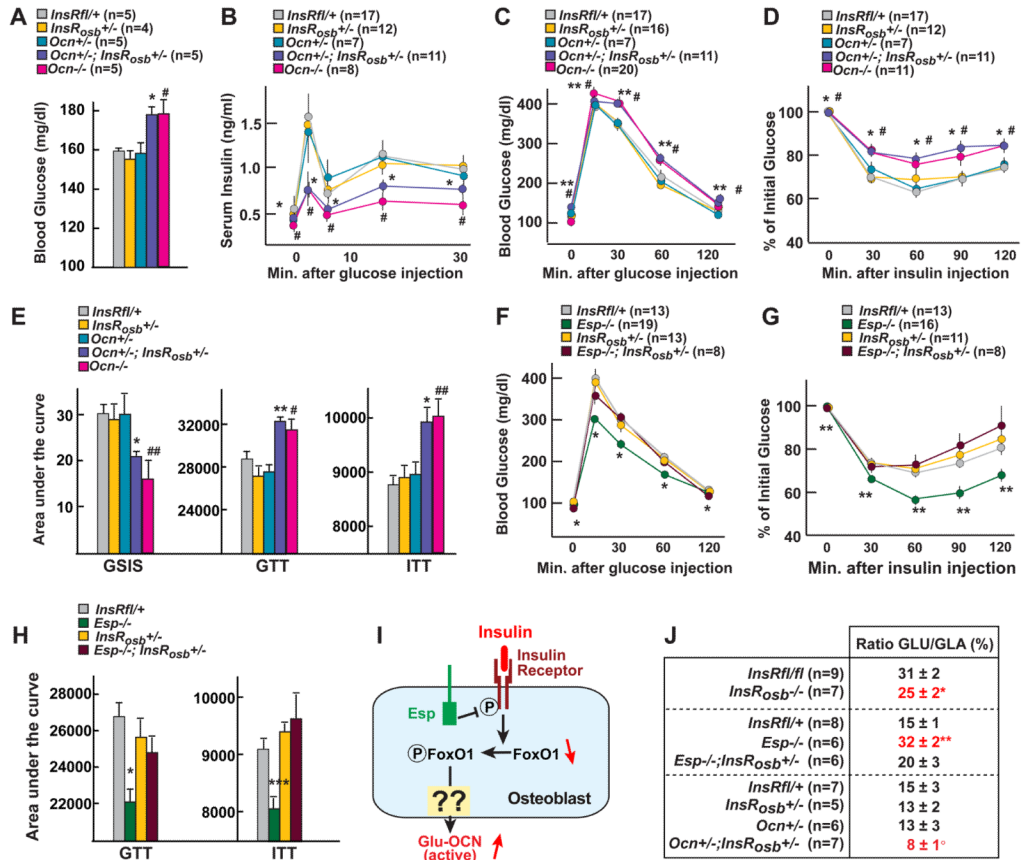 A
InsRfl/+ (n=5)
InsRosb+/- (n=4)
Ocn+/- (n=5)
Ocn+/-; InsRosb+/- (n=5)
Ocn-/- (n=5)
Blood Glucose (mg/dl)
180
160
140
120
100
* #
B
InsRfl/+ (n=17)
InsRosb+/- (n=12)
Ocn+/- (n=7)
Ocn+/-; InsRosb+/- (n=11)
Ocn-/- (n=8)
Serum Insulin (ng/ml)
1.5
1.0
0.5
* * * * *
# # # # #
0 10 30
Min. after glucose injection
C
InsRfl/+ (n=17)
InsRosb+/- (n=16)
Ocn+/- (n=7)
Ocn+/-; InsRosb+/- (n=11)
Ocn-/- (n=20)
Blood Glucose (mg/dl)
400
300
200
100
** # ** #
** #
** # ** #
0 30 60 120
Min. after glucose injection
D
InsRfl/+ (n=17)
InsRosb+/- (n=12)
Ocn+/- (n=7)
Ocn+/-; InsRosb+/- (n=11)
Ocn-/- (n=11)
% of Initial Glucose
100
80
60
40
* # * # * # * # * #
0 30 60 90 120
Min. after insulin injection
E
InsRfl/+
InsRosb+/-
Ocn+/-
Ocn+/-; InsRosb+/-
Ocn-/-
Area under the curve
30
20
10
* ##
GSIS
32000
28000
24000
** #
GTT
10000
9000
8000
* ##
ITT
F
InsRfl/+ (n=13)
Esp-/- (n=19)
InsRosb+/- (n=13)
Esp-/-; InsRosb+/- (n=8)
Blood Glucose (mg/dl)
400
300
200
100
* * * * *
0 30 60 120
Min. after glucose injection
G
InsRfl/+ (n=13)
Esp-/- (n=16)
InsRosb+/- (n=11)
Esp-/-; InsRosb+/- (n=8)
% of Initial Glucose
100
80
60
40
** ** ** ** **
0 30 60 90 120
Min. after insulin injection
H
InsRfl/+
Esp-/-
InsRosb+/-
Esp-/-; InsRosb+/-
Area under the curve
26000
24000
22000
*
GTT
10000
9000
8000
***
ITT
I
Insulin
Insulin
Receptor
Esp
P
P FoxO1
FoxO1
??
Osteoblast
Glu-OCN
(active)
J
Ratio GLU/GLA (%)
InsRfl/fl (n=9) 31 ± 2
InsRosb-/- (n=7) 25 ± 2*
InsRfl/+ (n=8) 15 ± 1
Esp-/- (n=6) 32 ± 2**
Esp-/-;InsRosb+/- (n=6) 20 ± 3
InsRfl/+ (n=7) 15 ± 3
InsRosb+/- (n=5) 13 ± 2
Ocn+/- (n=6) 13 ± 3
Ocn+/-;InsRosb+/- (n=7) 8 ± 1°